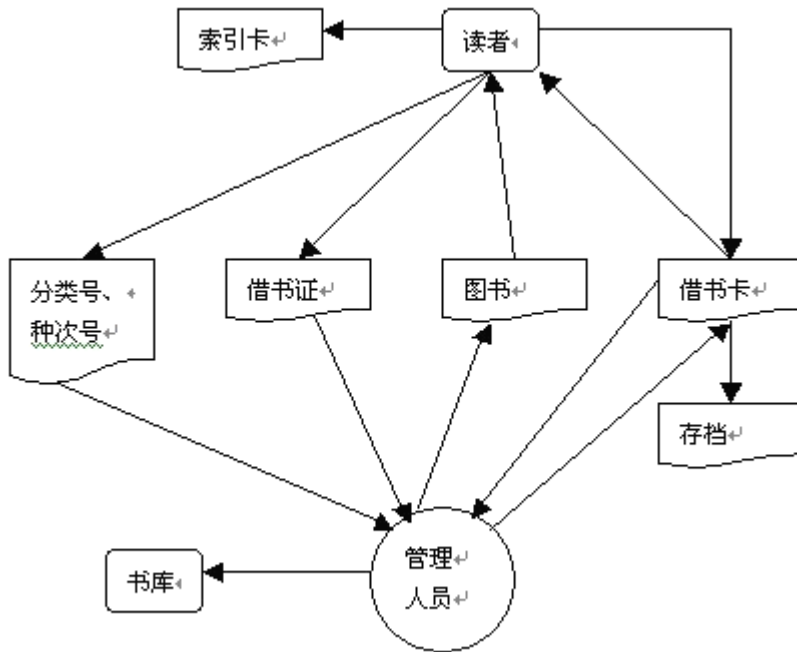 索引卡
读者
分类号、
种次号
借书证
图书
借书卡
存档
书库
管理
人员